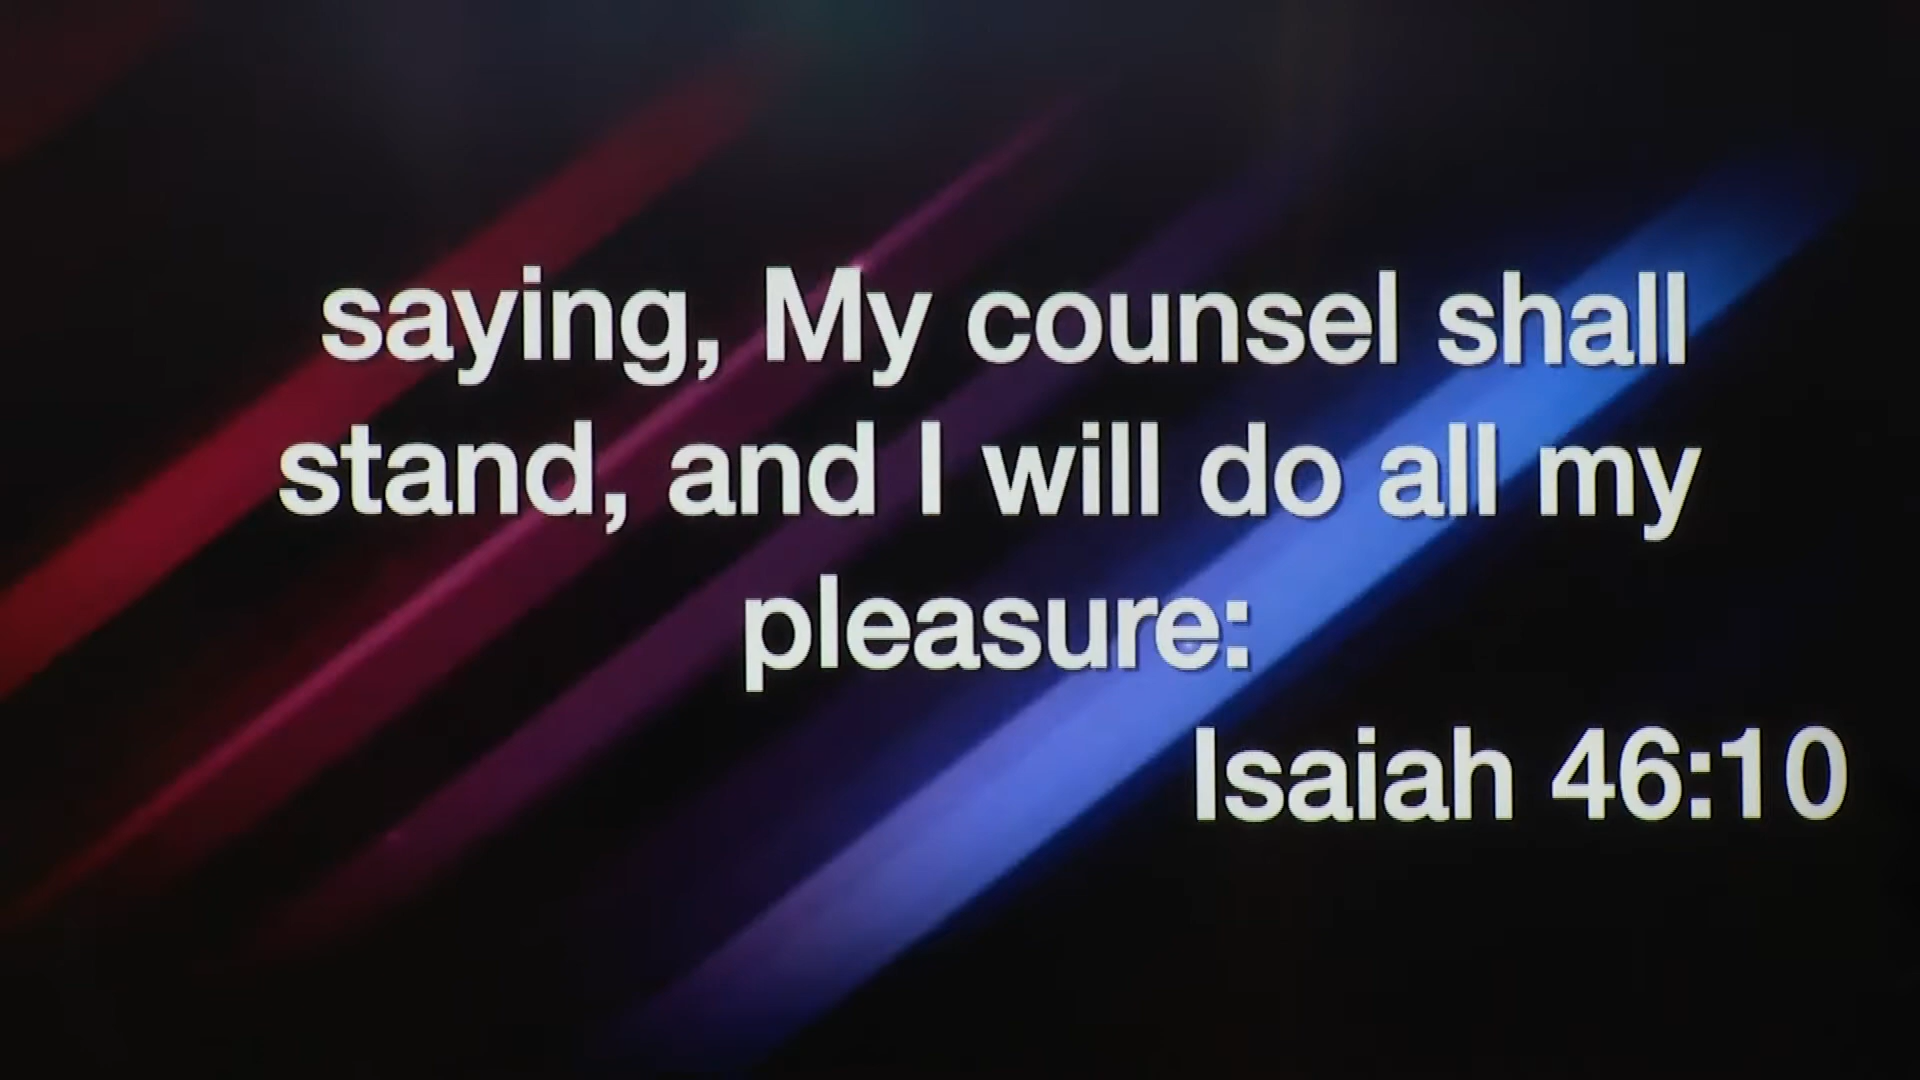 saying, My counsel shall
stand, and I will do all my
pleasure:
Isaiah 46:10